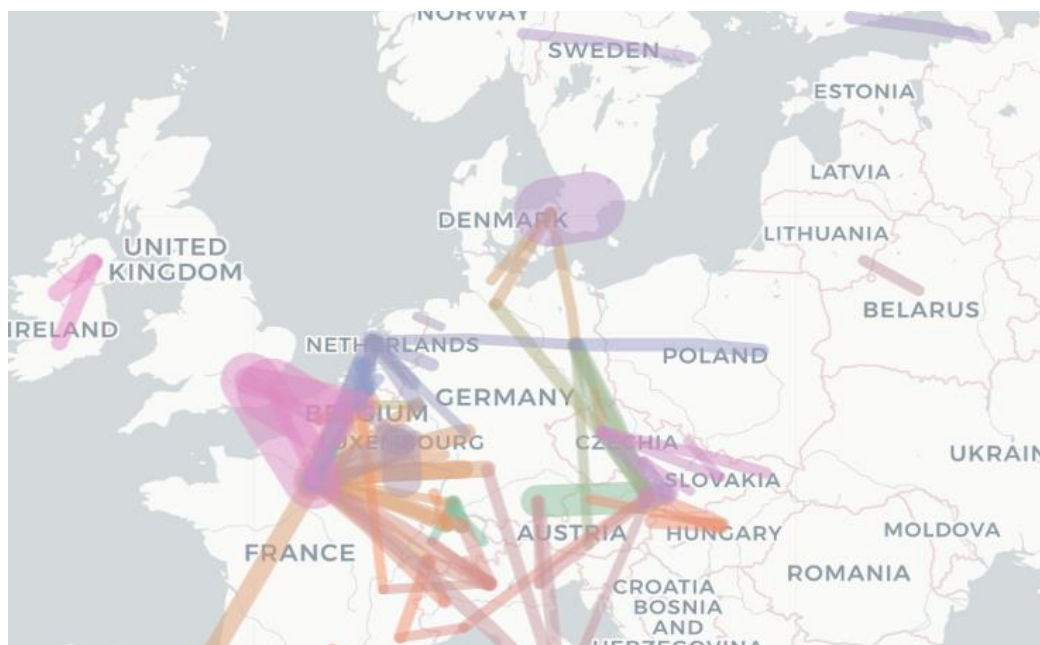 NORWAY
SWEDEN
ESTONIA
LATVIA
DENMARK
LITHUANIA
UNITED
KINGDOM
BELARUS
IRELAND
NETHERLANDS
POLAND
GERMANY
BELGIUM
LUXEMBOURG
CZECHIA
UKRAIN
SLOVAKIA
AUSTRIA
HUNGARY
MOLDOVA
FRANCE
ROMANIA
CROATIA
BOSNIA
AND
HERZEGOVINA